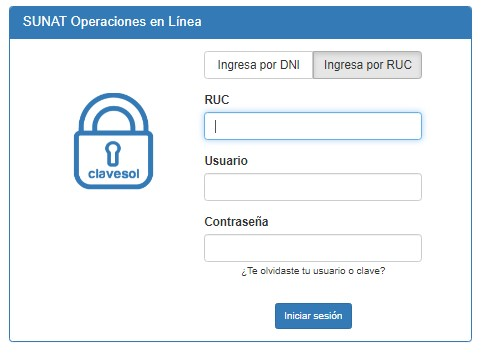 SUNAT Operaciones en Línea
Ingresa por DNI Ingresa por RUC
RUC
clavesol
Usuario
Contraseña
¿Te olvidaste tu usuario o clave?
Iniciar sesión